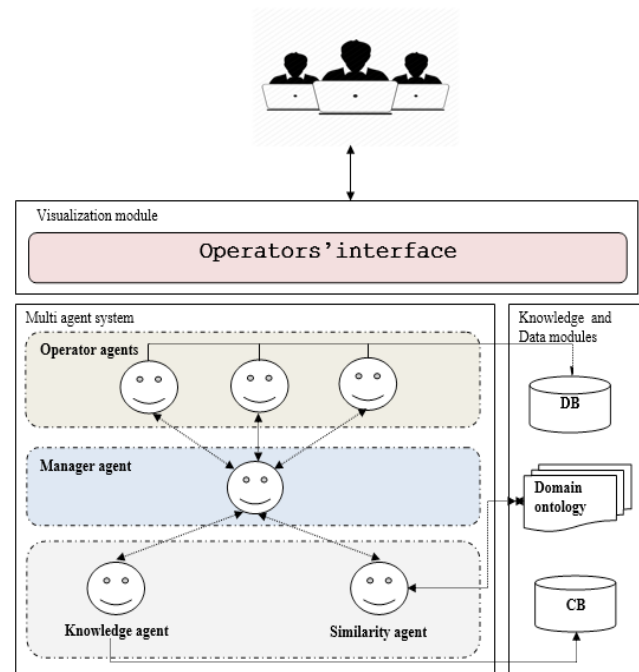 Visualization module
Operators’interface
Multi agent system
Operator agents
Manager agent
Knowledge agent
Similarity agent
Knowledge and
Data modules
DB
Domain
ontology
CB